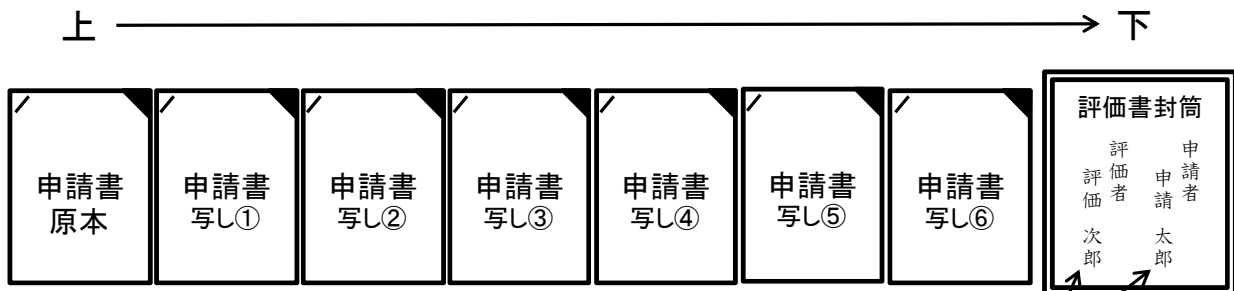 上
下
申請書
原本
申請書
写し①
申請書
写し②
申請書
写し③
申請書
写し④
申請書
写し⑤
申請書
写し⑥
評価書封筒
申請者
申請 太郎
評価者
評価 次郎